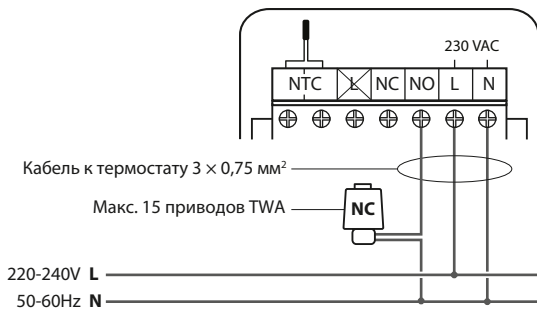 230 VAC
NTC L NC NO L N
Кабель к термостату 3 × 0,75 мм²
Макс. 15 приводов TWA
NC
220-240V L
50-60Hz N